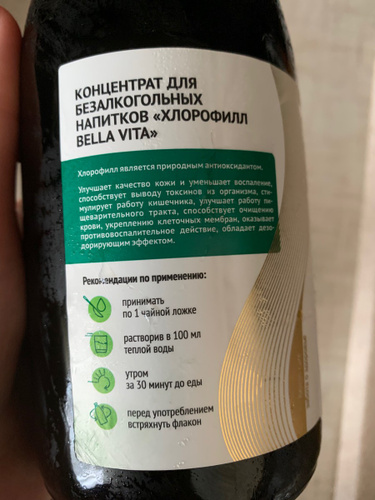 КОНЦЕНТРАТ ДЛЯ
БЕЗАЛКОГОЛЬНЫХ
НАПИТКОВ «ХЛОРОФИЛЛ
BELLA VITA»
Хлорофилл является природным антиоксидантом.
Улучшает качество кожи и уменьшает воспаление,
способствует выводу токсинов из организма, сти-
мулирует работу кишечника, улучшает работу пи-
щеварительного тракта, способствует очищению
крови, укреплению клеточных мембран, оказывает
противовоспалительное действие, обладает дезо-
дорирующим эффектом.
Рекомендации по применению:
принимать
по 1 чайной ложке
растворив в 100 мл
теплой воды
утром
за 30 минут до еды
перед употреблением
встряхнуть флакон